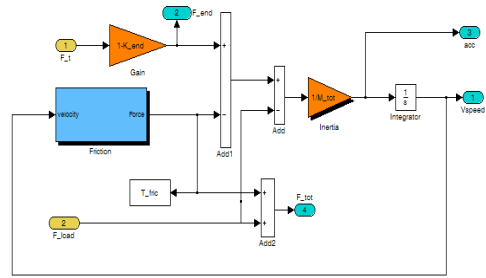 2
F_end
1
F_t
1-K_end
Gain
3
acc
1/M_tot
Inertia
1
s
Integrator
1
Vspeed
Add
Add1
velocity
Force
Friction
T_fric
F_tot
4
Add2
2
F_load